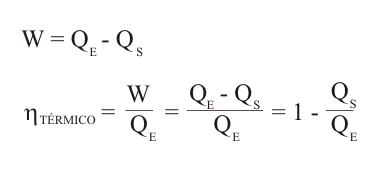 W = Q_E - Q_S
η_TÉRMICO = W/Q_E = (Q_E - Q_S)/Q_E = 1 - Q_S/Q_E